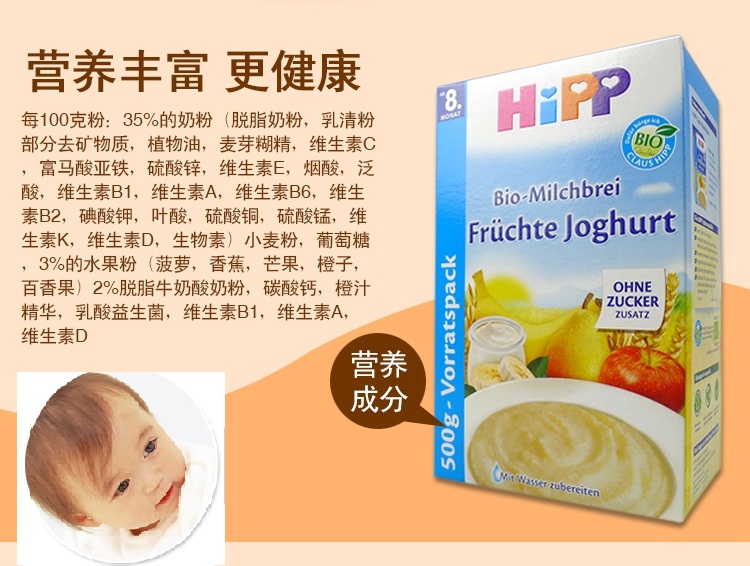 营养丰富 更健康
每100克粉：35%的奶粉（脱脂奶粉，乳清粉
部分去矿物质，植物油，麦芽糊精，维生素C
，富马酸亚铁，硫酸锌，维生素E，烟酸，泛
酸，维生素B1，维生素A，维生素B6，维生
素B2，碘酸钾，叶酸，硫酸铜，硫酸锰，维
生素K，维生素D，生物素）小麦粉，葡萄糖
，3%的水果粉（菠萝，香蕉，芒果，橙子，
百香果）2%脱脂牛奶酸奶粉，碳酸钙，橙汁
精华，乳酸益生菌，维生素B1，维生素A，
维生素D
营养
成分
8.
MONAT
HiPP
Dafür bürge ich
BIO
CLAUS HIPP
Bio-Milchbrei
Früchte Joghurt
OHNE
ZUCKER
ZUSATZ
500g - Vorratspack
Mit Wasser zubereiten